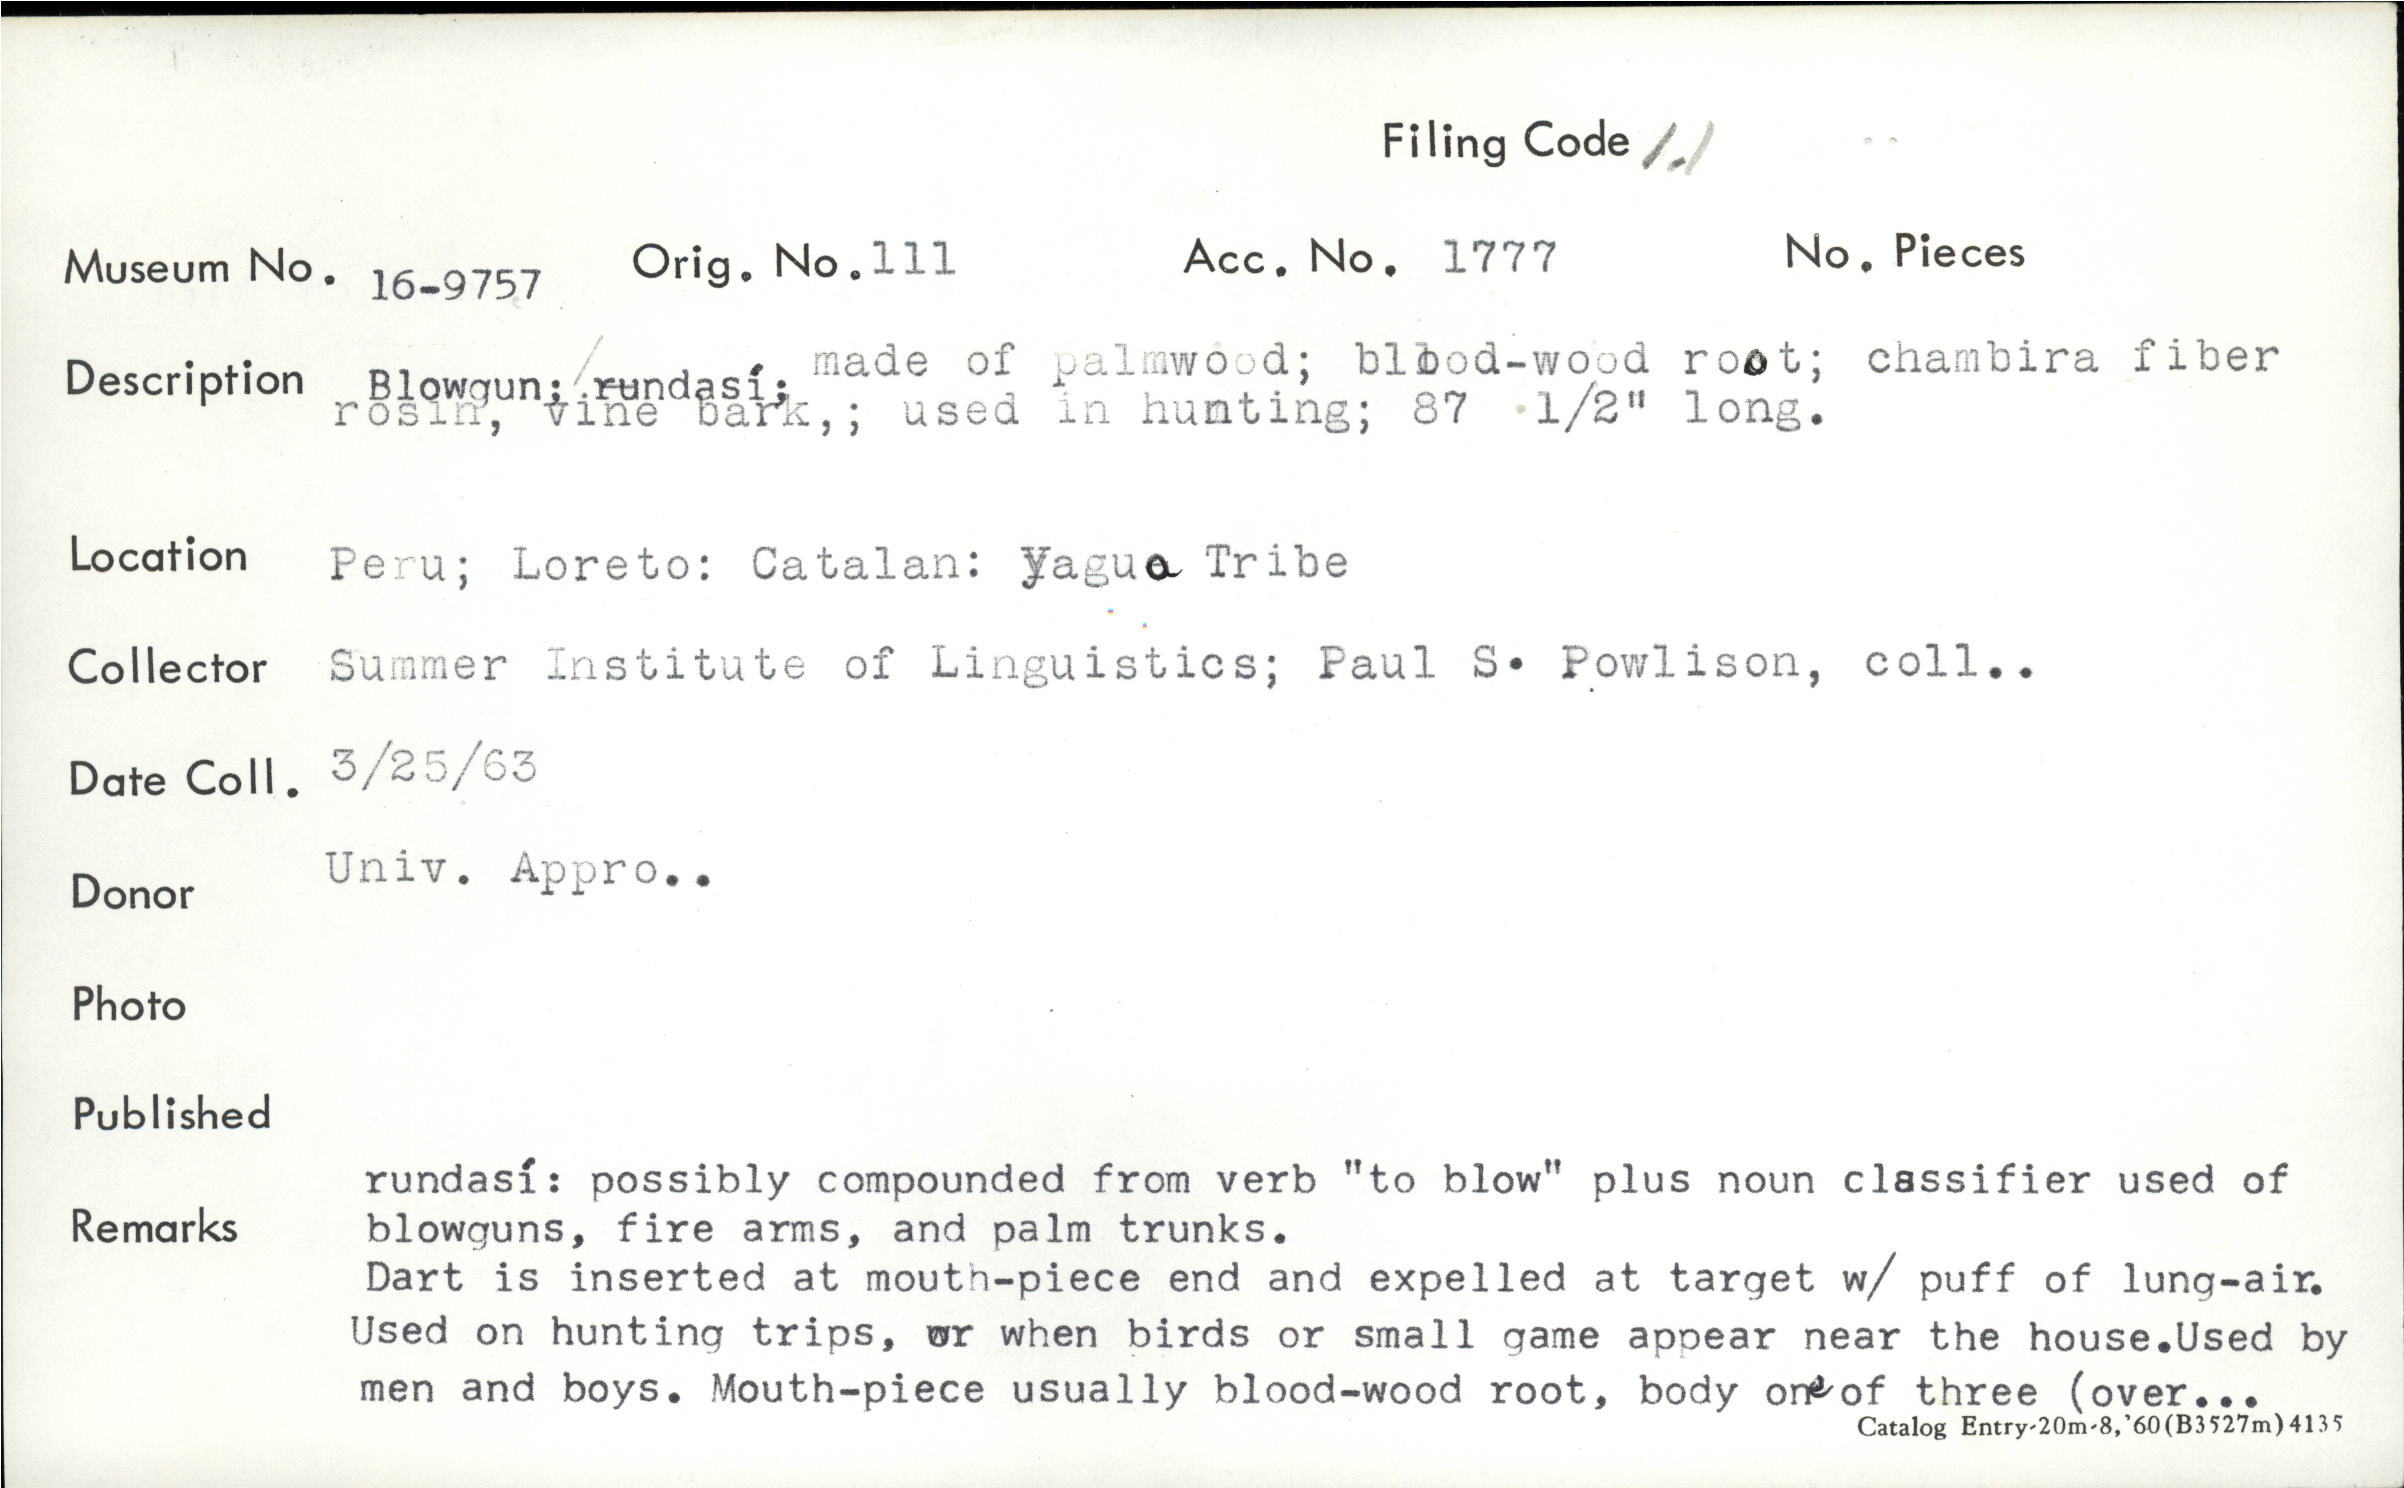 Filing Code 1.1
Museum No. 16-9757 Orig. No. 111 Acc. No. 1777 No. Pieces
Description Blowgun; rundasí; made of palmwood; blood-wood root; chambira fiber
rosin, vine bark,; used in hunting; 87 1/2" long.
Location Peru; Loreto: Catalan: Yagua Tribe
Collector Summer Institute of Linguistics; Paul S. Powlison, coll..
Date Coll. 3/25/63
Donor Univ. Appro..
Photo
Published
rundasí: possibly compounded from verb "to blow" plus noun classifier used of
Remarks blowguns, fire arms, and palm trunks.
Dart is inserted at mouth-piece end and expelled at target w/ puff of lung-air.
Used on hunting trips, or when birds or small game appear near the house.Used by
men and boys. Mouth-piece usually blood-wood root, body one of three (over...
Catalog Entry-20m-8,'60(B3527m)4135